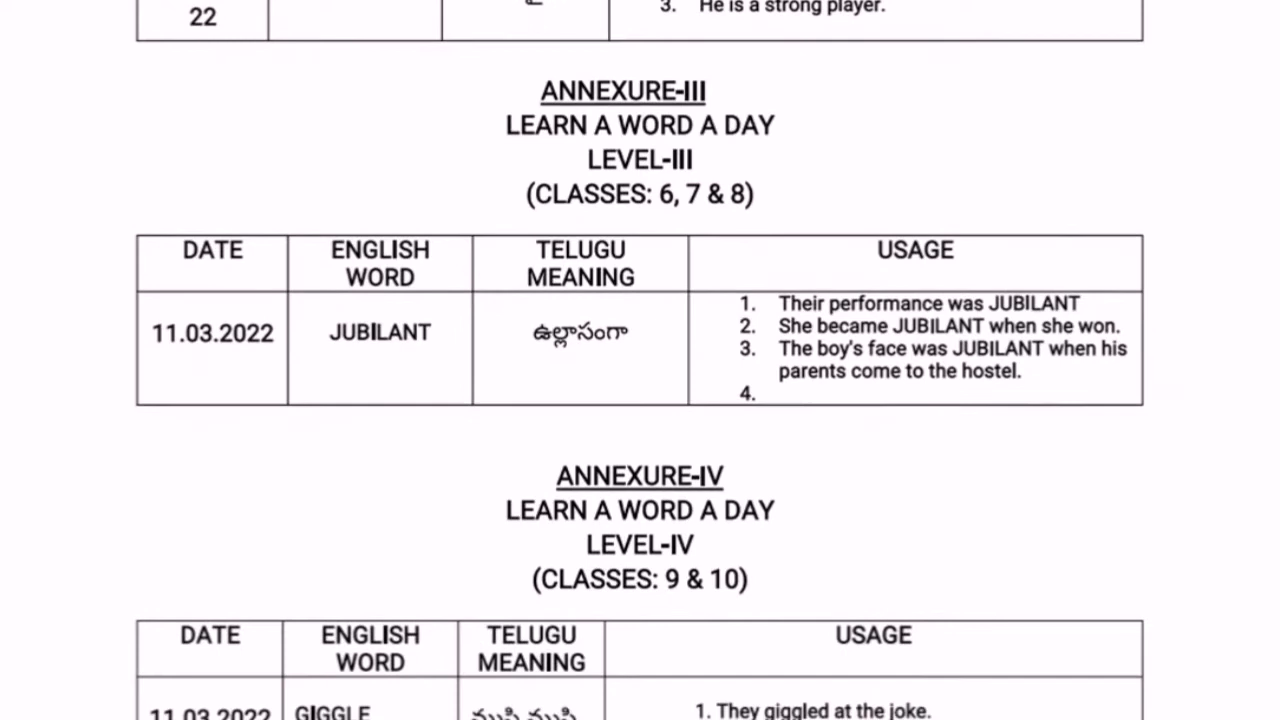 22
3. He is a strong player.
ANNEXURE-III
LEARN A WORD A DAY
LEVEL-III
(CLASSES: 6, 7 & 8)
DATE ENGLISH WORD TELUGU MEANING USAGE
11.03.2022 JUBILANT ఉల్లాసంగా
1. Their performance was JUBILANT
2. She became JUBILANT when she won.
3. The boy's face was JUBILANT when his
parents come to the hostel.
4.
ANNEXURE-IV
LEARN A WORD A DAY
LEVEL-IV
(CLASSES: 9 & 10)
DATE ENGLISH WORD TELUGU MEANING USAGE
11.03.2022 GIGGLE
1. They giggled at the joke.